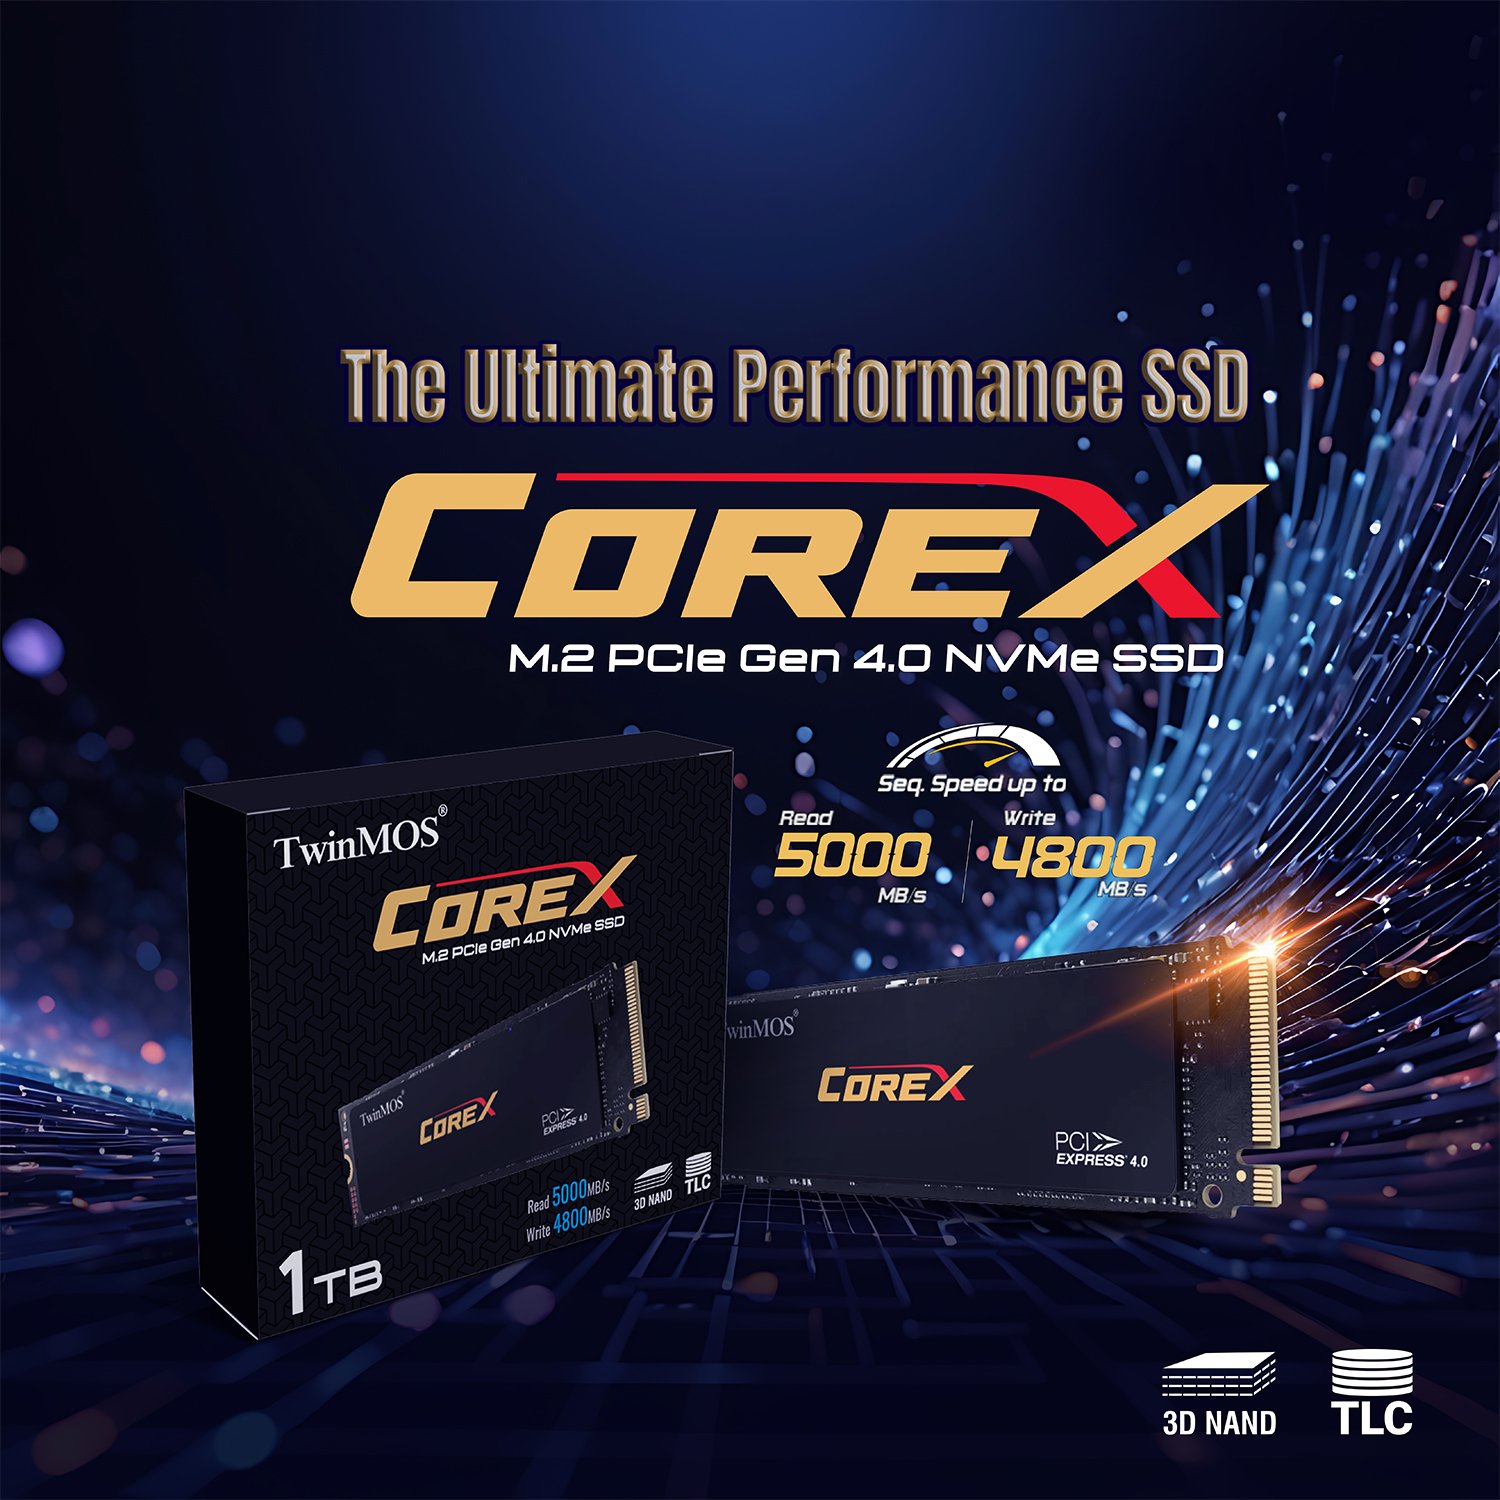 The Ultimate Performance SSD
COREX
M.2 PCIe Gen 4.0 NVMe SSD
Seq. Speed up to
Read
5000
MB/s
Write
4800
MB/s
TwinMOS®
COREX
M.2 PCIe Gen 4.0 NVMe SSD
TwinMOS®
COREX
PCI
EXPRESS® 4.0
Read 5000MB/s
Write 4800MB/s
3D NAND
TLC
1TB
winMOS®
COREX
PCI
EXPRESS® 4.0
3D NAND
TLC